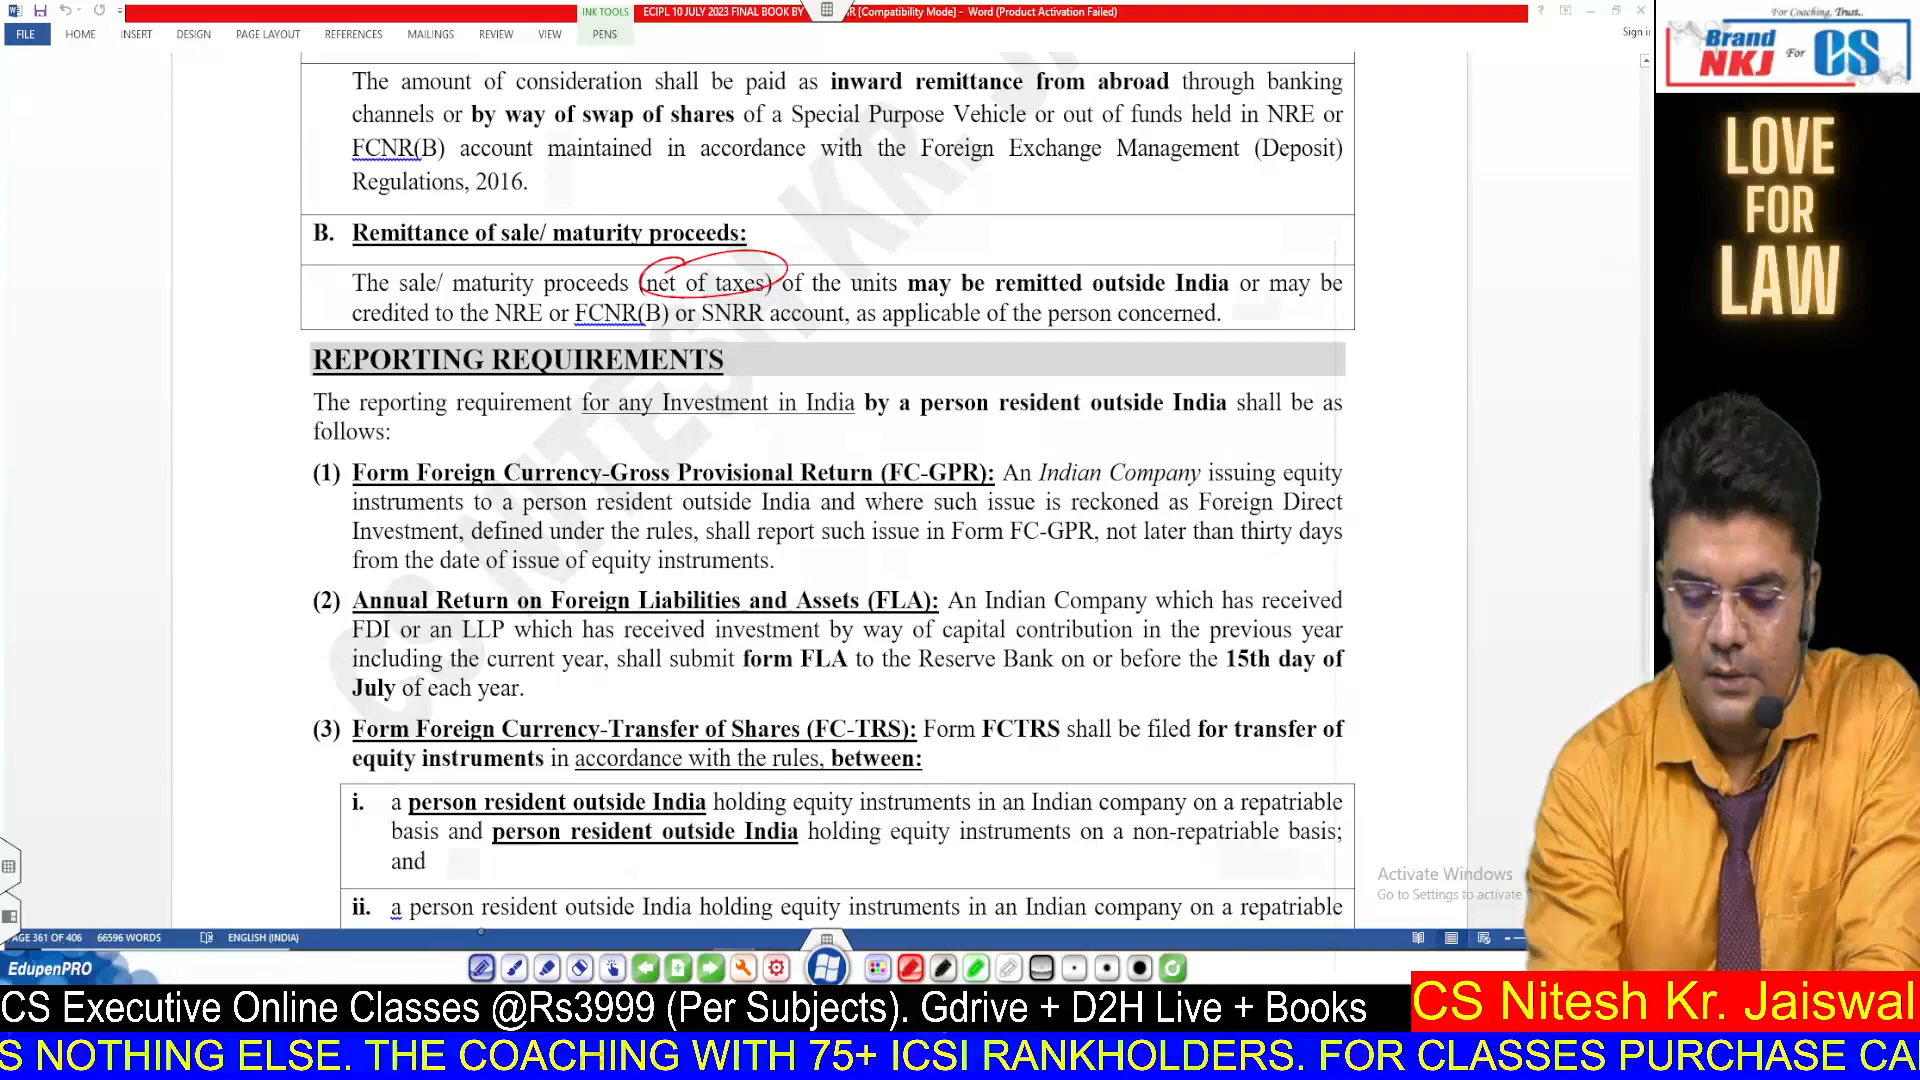 INK TOOLS
ECIPL 10 JULY 2023 FINAL BOOK BY
[Compatibility Mode] - Word (Product Activation Failed)
FILE HOME INSERT DESIGN PAGE LAYOUT REFERENCES MAILINGS REVIEW VIEW PENS
Sign in
For Coaching, Trust..
Brand
NKJ For CS
LOVE
FOR
LAW
The amount of consideration shall be paid as inward remittance from abroad through banking
channels or by way of swap of shares of a Special Purpose Vehicle or out of funds held in NRE or
FCNR(B) account maintained in accordance with the Foreign Exchange Management (Deposit)
Regulations, 2016.
B. Remittance of sale/ maturity proceeds:
The sale/ maturity proceeds (net of taxes) of the units may be remitted outside India or may be
credited to the NRE or FCNR(B) or SNRR account, as applicable of the person concerned.
REPORTING REQUIREMENTS
The reporting requirement for any Investment in India by a person resident outside India shall be as
follows:
(1) Form Foreign Currency-Gross Provisional Return (FC-GPR): An Indian Company issuing equity
instruments to a person resident outside India and where such issue is reckoned as Foreign Direct
Investment, defined under the rules, shall report such issue in Form FC-GPR, not later than thirty days
from the date of issue of equity instruments.
(2) Annual Return on Foreign Liabilities and Assets (FLA): An Indian Company which has received
FDI or an LLP which has received investment by way of capital contribution in the previous year
including the current year, shall submit form FLA to the Reserve Bank on or before the 15th day of
July of each year.
(3) Form Foreign Currency-Transfer of Shares (FC-TRS): Form FCTRS shall be filed for transfer of
equity instruments in accordance with the rules, between:
i. a person resident outside India holding equity instruments in an Indian company on a repatriable
basis and person resident outside India holding equity instruments on a non-repatriable basis;
and
ii. a person resident outside India holding equity instruments in an Indian company on a repatriable
CS NITESH KR.
Activate Windows
Go to Settings to activate
PAGE 361 OF 406 66596 WORDS ENGLISH (INDIA)
EdupenPRO
CS Executive Online Classes @Rs3999 (Per Subjects). Gdrive + D2H Live + Books
CS Nitesh Kr. Jaiswal
S NOTHING ELSE. THE COACHING WITH 75+ ICSI RANKHOLDERS. FOR CLASSES PURCHASE CA